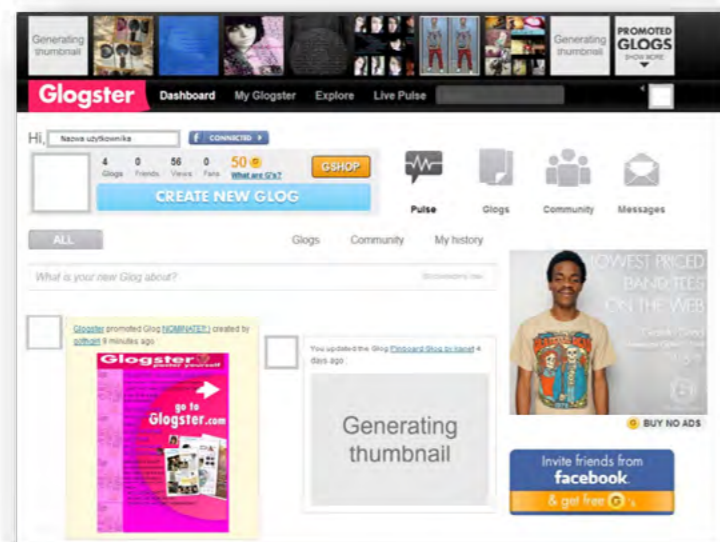 Generating thumbnail
Generating thumbnail
PROMOTED
GLOGS
SHOW MORE
Glogster
Dashboard My Glogster Explore Live Pulse
Hi, Nazwa użytkownika
f CONNECTED
4 0 56 0 50 G
Glogs Friends Views Fans What are G's?
GSHOP
CREATE NEW GLOG
Pulse Glogs Community Messages
ALL Glogs Community My history
What is your new Glog about?
Glogster promoted Glog NOMINATE!!:) created by
9 minutes ago
Glogster
poster yourself
go to
Glogster.com
You updated the Glog by 4
days ago
Generating
thumbnail
LOWEST PRICED
BAND TEES
ON THE WEB
G BUY NO ADS
Invite friends from
facebook
& get free G's